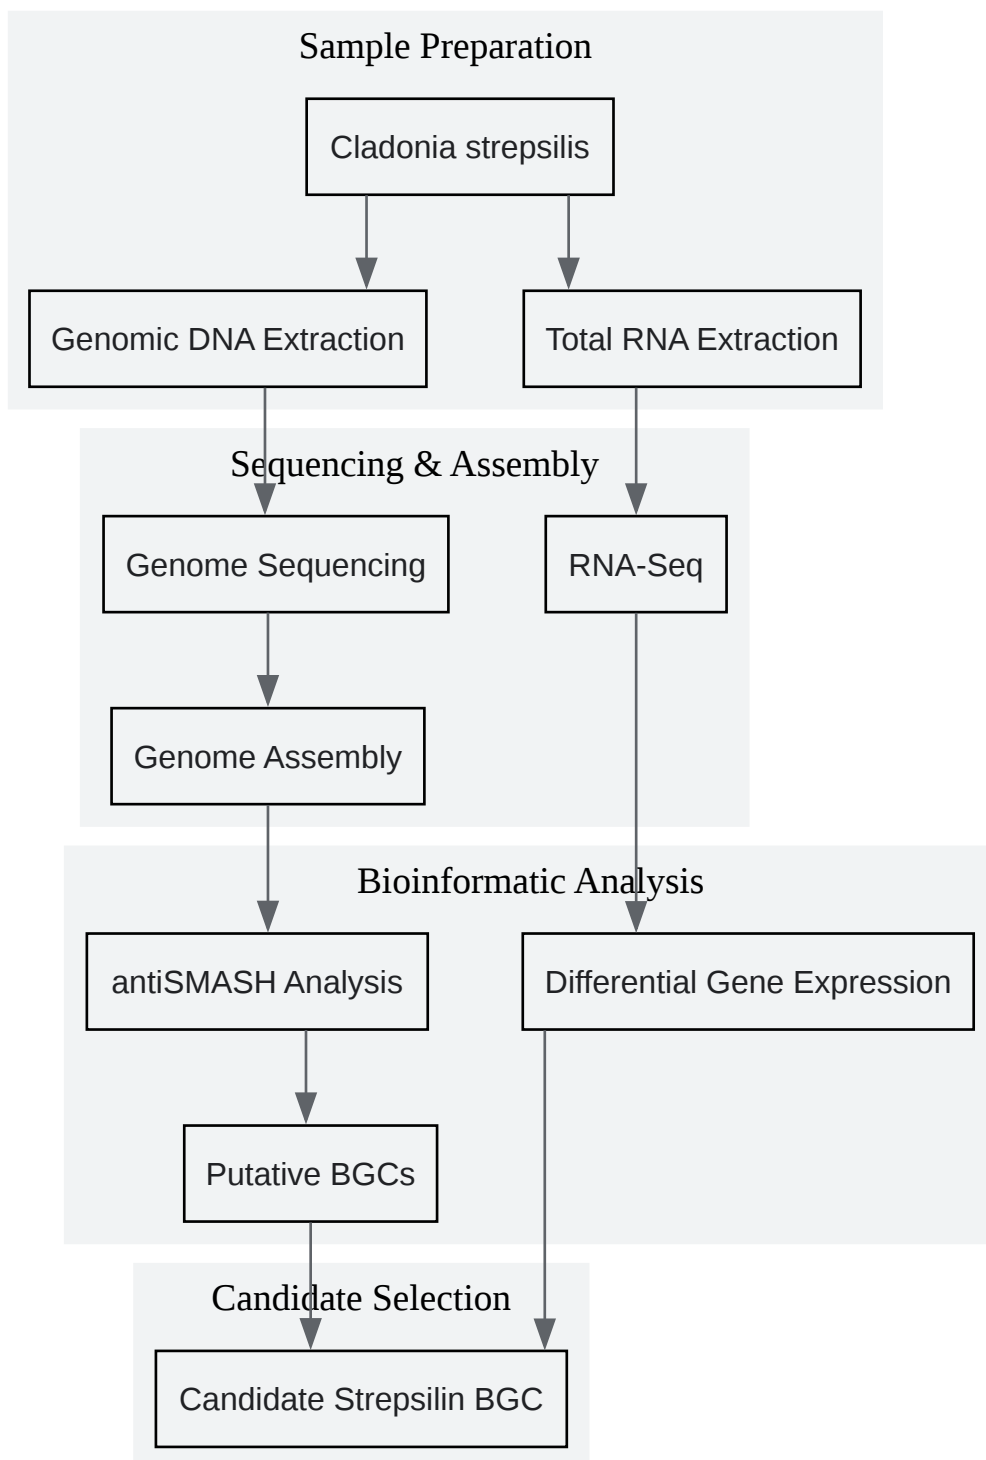 Sample Preparation
Cladonia strepsilis
Genomic DNA Extraction
Total RNA Extraction
Sequencing & Assembly
Genome Sequencing
RNA-Seq
Genome Assembly
Bioinformatic Analysis
antiSMASH Analysis
Differential Gene Expression
Putative BGCs
Candidate Selection
Candidate Strepsilin BGC